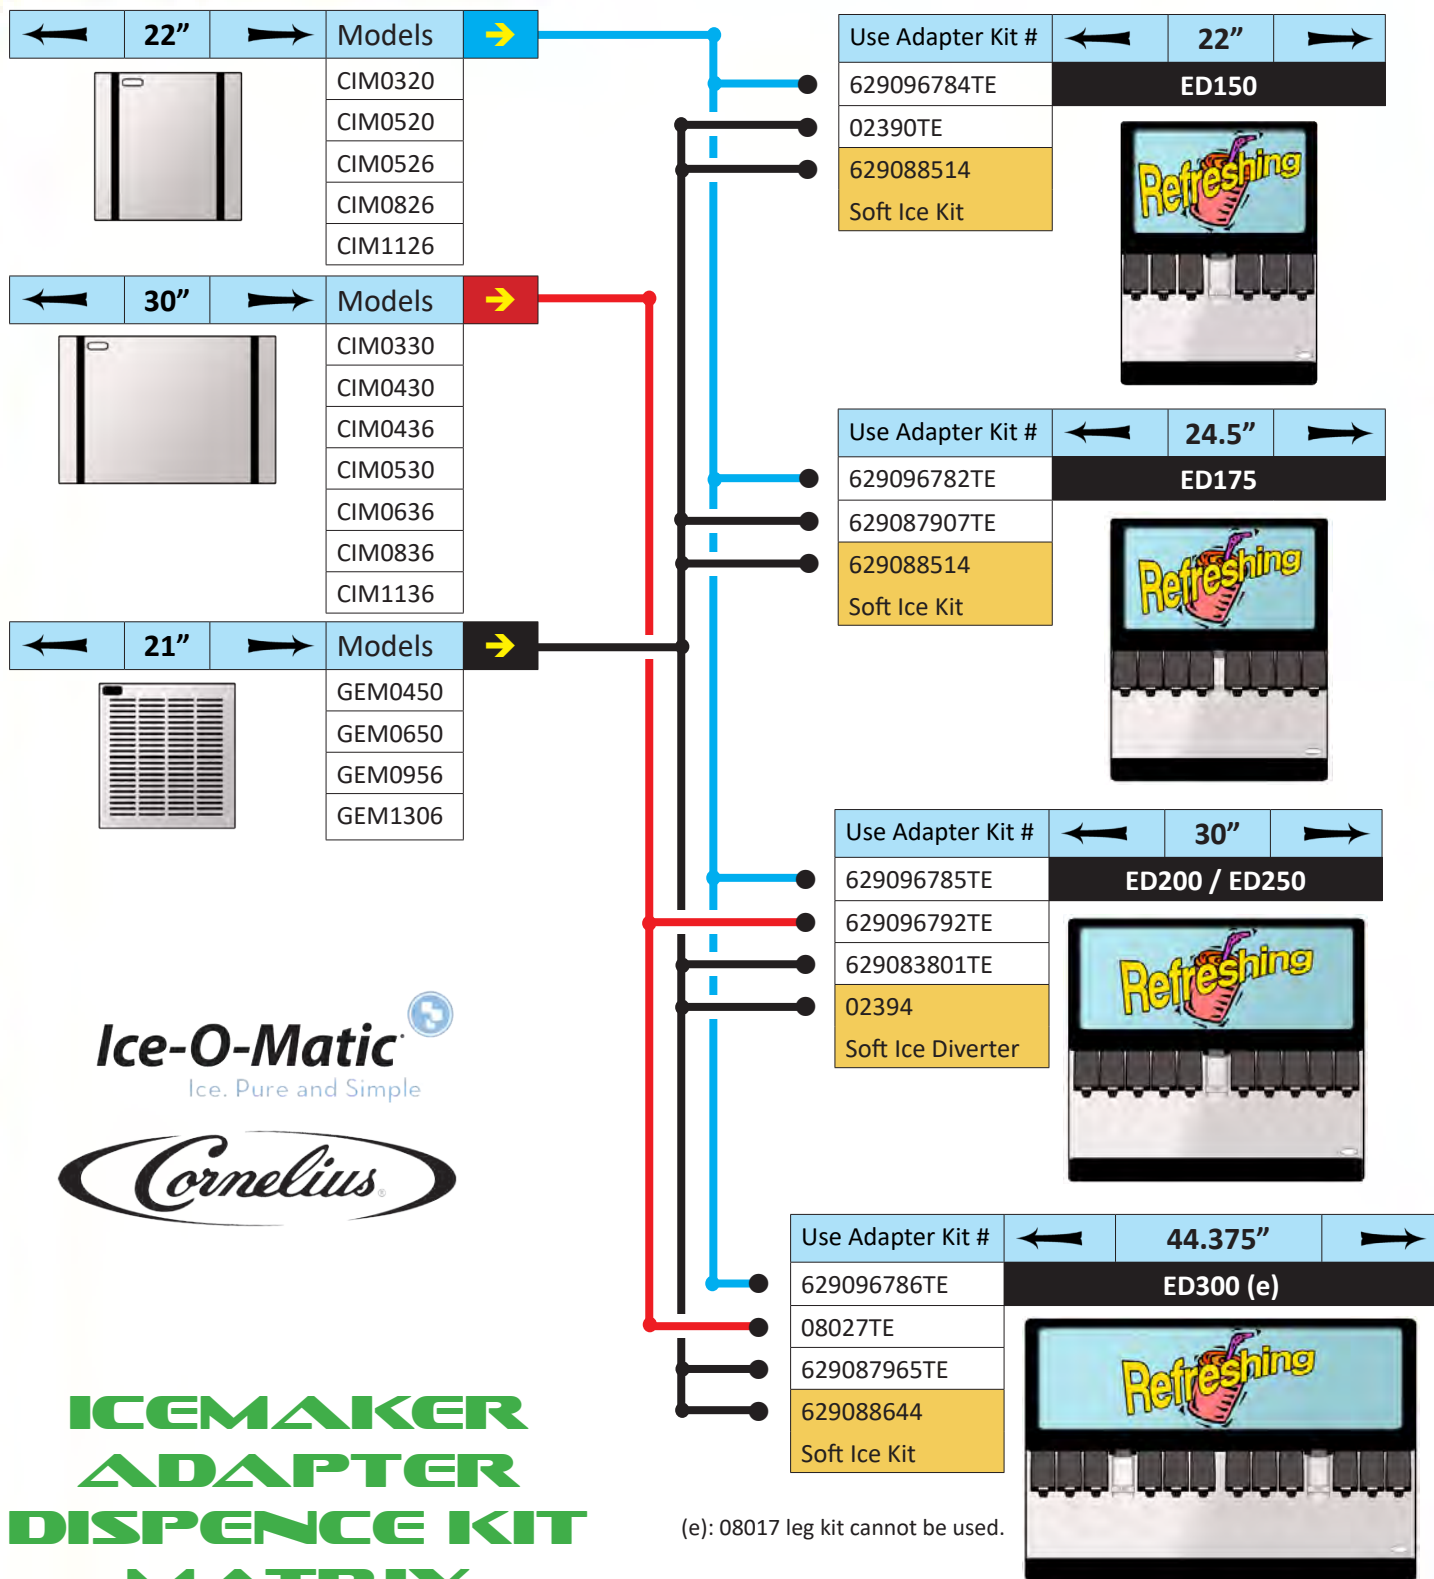 22” Models
CIM0320
CIM0520
CIM0526
CIM0826
CIM1126
30” Models
CIM0330
CIM0430
CIM0436
CIM0530
CIM0636
CIM0836
CIM1136
21” Models
GEM0450
GEM0650
GEM0956
GEM1306
Use Adapter Kit # 22”
629096784TE ED150
02390TE
629088514
Soft Ice Kit
Refreshing
Use Adapter Kit # 24.5”
629096782TE ED175
629087907TE
629088514
Soft Ice Kit
Refreshing
Use Adapter Kit # 30”
629096785TE ED200 / ED250
629096792TE
629083801TE
02394
Soft Ice Diverter
Refreshing
Use Adapter Kit # 44.375”
629096786TE ED300 (e)
08027TE
629087965TE
629088644
Soft Ice Kit
Refreshing
(e): 08017 leg kit cannot be used.
Ice-O-Matic
Ice. Pure and Simple
Cornelius®
ICEMAKER
ADAPTER
DISPENCE KIT
MATRIX